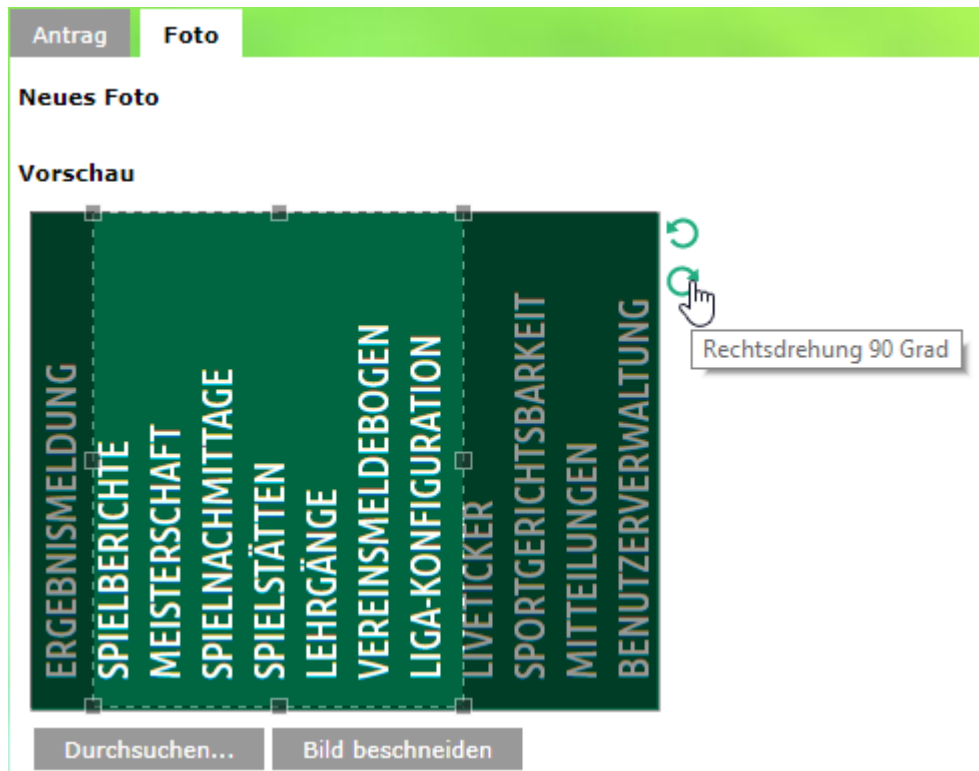 Antrag Foto
Neues Foto
Vorschau
ERGEBNISMELDUNG
SPIELBERICHTE
MEISTERSCHAFT
SPIELNACHMITTAGE
SPIELSTÄTTEN
LEHRGÄNGE
VEREINSMELDEBOGEN
LIGA-KONFIGURATION
LIVETICKER
SPORTGERICHTSBARKEIT
MITTEILUNGEN
BENUTZERVERWALTUNG
Rechtsdrehung 90 Grad
Durchsuchen... Bild beschneiden